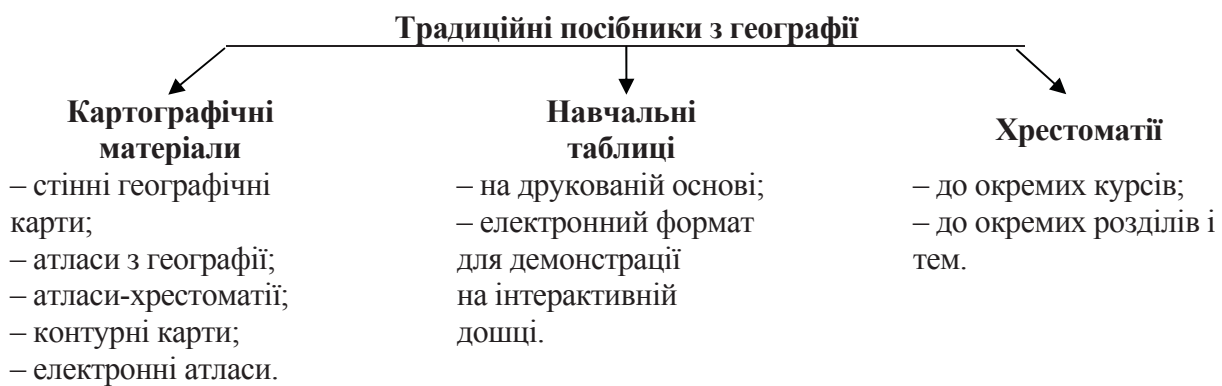 Традиційні посібники з географії
Картографічні
матеріали
– стінні географічні
карти;
– атласи з географії;
– атласи-хрестоматії;
– контурні карти;
– електронні атласи.
Навчальні
таблиці
– на друкованій основі;
– електронний формат
для демонстрації
на інтерактивній
дошці.
Хрестоматії
– до окремих курсів;
– до окремих розділів і
тем.